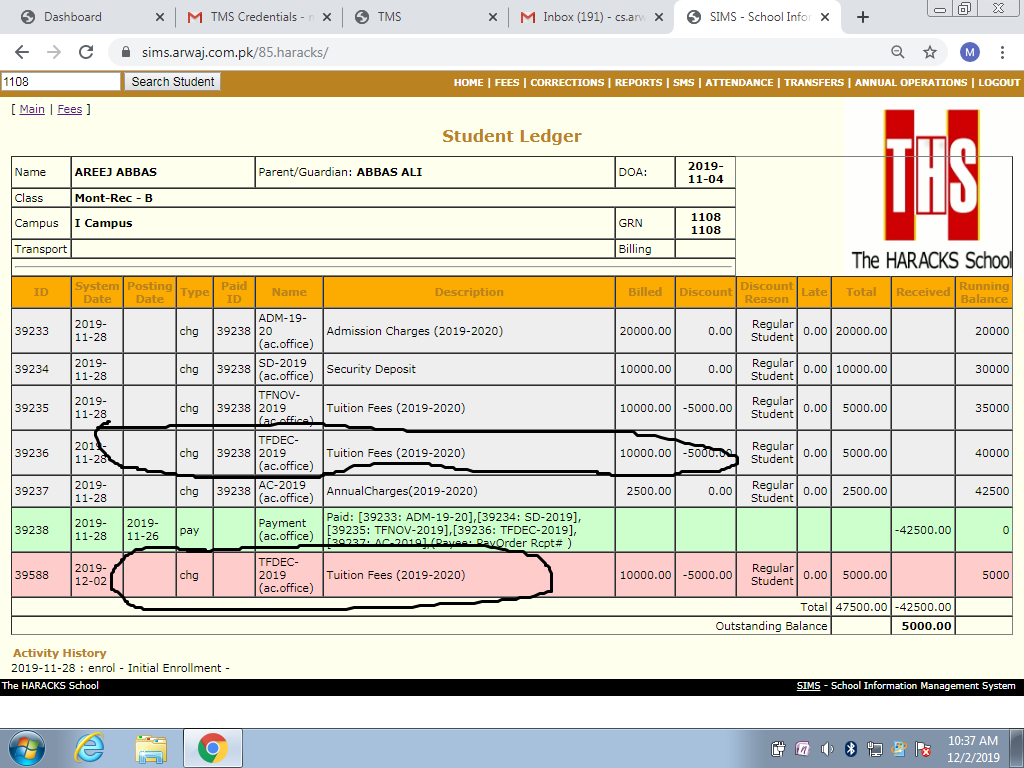 Dashboard
TMS Credentials -
TMS
Inbox (191) - cs.arw
SIMS - School Infor
sims.arwaj.com.pk/85.haracks/
M
1108 Search Student
HOME | FEES | CORRECTIONS | REPORTS | SMS | ATTENDANCE | TRANSFERS | ANNUAL OPERATIONS | LOGOUT
[ Main | Fees ]
Student Ledger
THS
The HARACKS School
Name AREEJ ABBAS Parent/Guardian: ABBAS ALI DOA: 2019-
11-04
Class Mont-Rec - B
Campus I Campus GRN 1108
1108
Transport Billing
ID System Date Posting Date Type Paid ID Name Description Billed Discount Discount Reason Late Total Received Running Balance
39233 2019-11-28 chg 39238 ADM-19-20 (ac.office) Admission Charges (2019-2020) 20000.00 0.00 Regular Student 0.00 20000.00 20000
39234 2019-11-28 chg 39238 SD-2019 (ac.office) Security Deposit 10000.00 0.00 Regular Student 0.00 10000.00 30000
39235 2019-11-28 chg 39238 TFNOV-2019 (ac.office) Tuition Fees (2019-2020) 10000.00 -5000.00 Regular Student 0.00 5000.00 35000
39236 2019-11-28 chg 39238 TFDEC-2019 (ac.office) Tuition Fees (2019-2020) 10000.00 -5000.00 Regular Student 0.00 5000.00 40000
39237 2019-11-28 chg 39238 AC-2019 (ac.office) AnnualCharges(2019-2020) 2500.00 0.00 Regular Student 0.00 2500.00 42500
39238 2019-11-28 2019-11-26 pay Payment (ac.office) Paid: [39233: ADM-19-20],[39234: SD-2019],
[39235: TFNOV-2019],[39236: TFDEC-2019],
[39237: AC-2019],(Payee: PayOrder Rcpt# ) -42500.00 0
39588 2019-12-02 chg TFDEC-2019 (ac.office) Tuition Fees (2019-2020) 10000.00 -5000.00 Regular Student 0.00 5000.00 5000
Total 47500.00 -42500.00
Outstanding Balance 5000.00
Activity History
2019-11-28 : enrol - Initial Enrollment -
The HARACKS School SIMS - School Information Management System
10:37 AM
12/2/2019